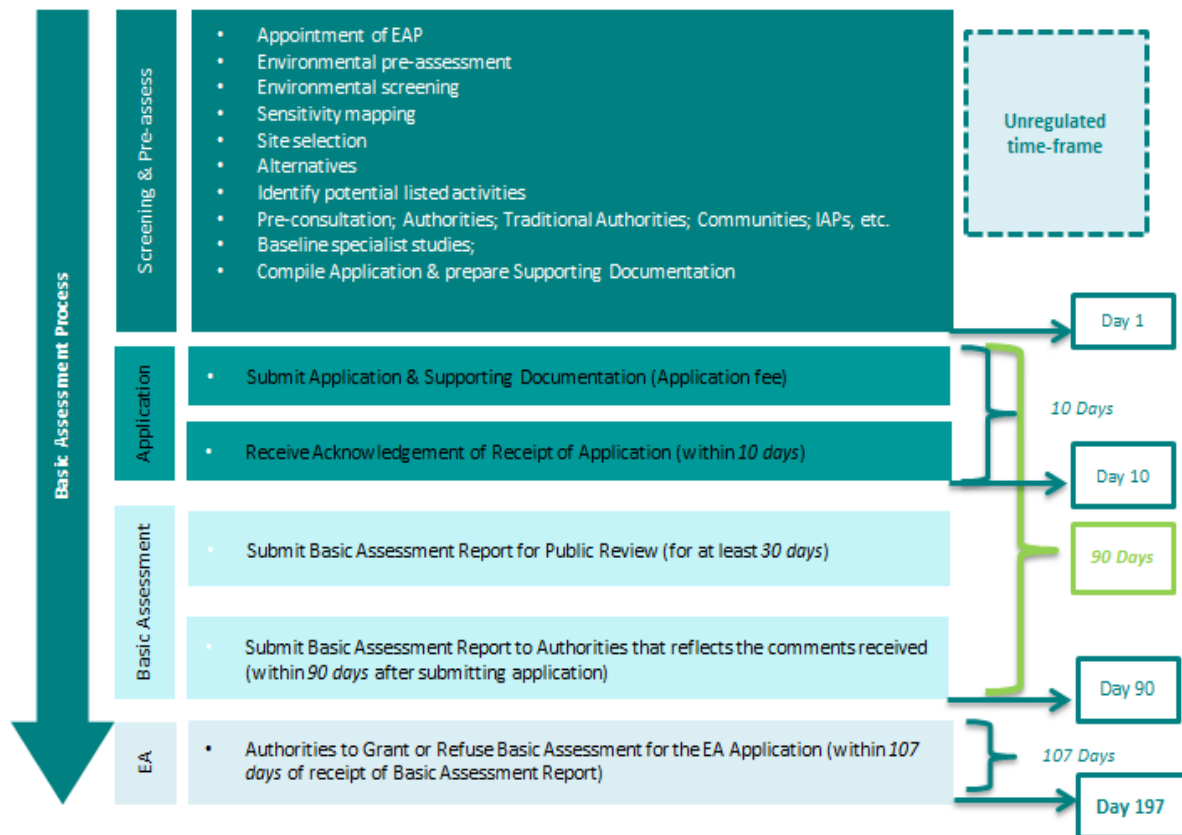 Basic Assessment Process
Screening & Pre-assess
• Appointment of EAP
• Environmental pre-assessment
• Environmental screening
• Sensitivity mapping
• Site selection
• Alternatives
• Identify potential listed activities
• Pre-consultation; Authorities; Traditional Authorities; Communities; IAPs, etc.
• Baseline specialist studies;
• Compile Application & prepare Supporting Documentation
Unregulated
time-frame
Day 1
Application
• Submit Application & Supporting Documentation (Application fee)
10 Days
• Receive Acknowledgement of Receipt of Application (within 10 days)
Day 10
Basic Assessment
• Submit Basic Assessment Report for Public Review (for at least 30 days)
90 Days
• Submit Basic Assessment Report to Authorities that reflects the comments received
(within 90 days after submitting application)
Day 90
EA
• Authorities to Grant or Refuse Basic Assessment for the EA Application (within 107
days of receipt of Basic Assessment Report)
107 Days
Day 197